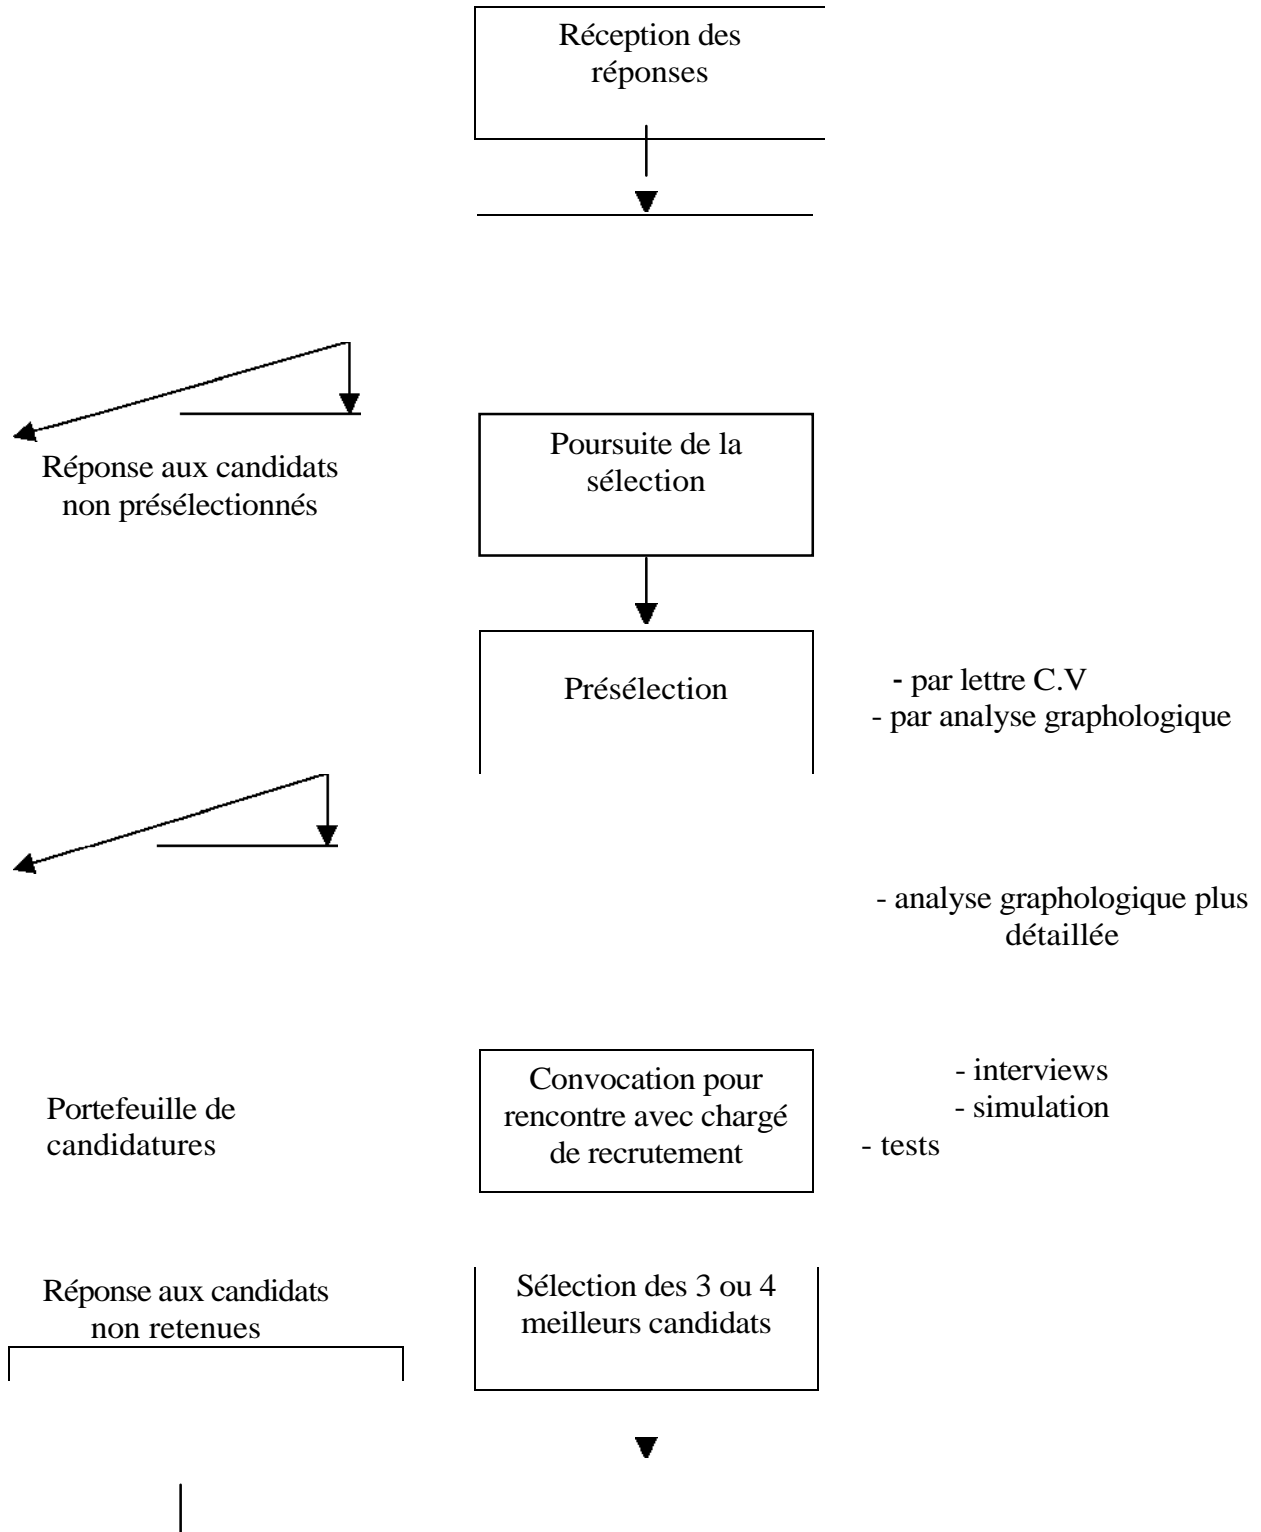 Réception des
réponses
Réponse aux candidats
non présélectionnés
Poursuite de la
sélection
Présélection
- par lettre C.V
- par analyse graphologique
- analyse graphologique plus
détaillée
Portefeuille de
candidatures
Convocation pour
rencontre avec chargé
de recrutement
- interviews
- simulation
- tests
Réponse aux candidats
non retenues
Sélection des 3 ou 4
meilleurs candidats